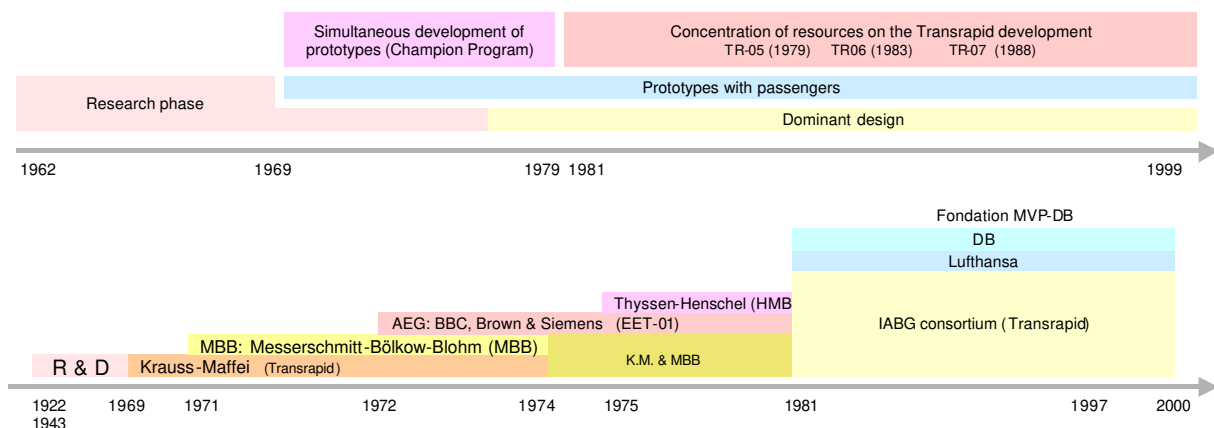 Simultaneous development of
prototypes (Champion Program)
Concentration of resources on the Transrapid development
TR-05 (1979) TR06 (1983) TR-07 (1988)
Research phase
Prototypes with passengers
Dominant design
1962 1969 1979 1981 1999
Fondation MVP-DB
DB
Lufthansa
Thyssen-Henschel (HMB
AEG: BBC, Brown & Siemens (EET-01)
IABG consortium (Transrapid)
MBB: Messerschmitt-Bölkow-Blohm (MBB)
K.M. & MBB
R & D
Krauss-Maffei (Transrapid)
1922 1969 1971 1972 1974 1975 1981 1997 2000
1943